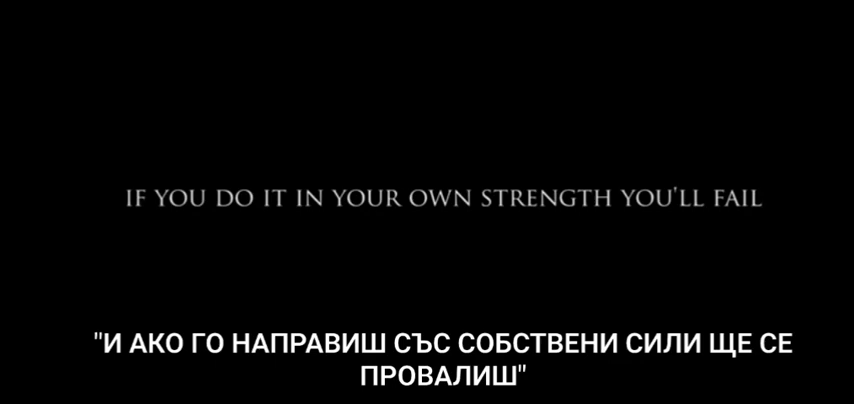 IF YOU DO IT IN YOUR OWN STRENGTH YOU'LL FAIL
"И АКО ГО НАПРАВИШ СЪС СОБСТВЕНИ СИЛИ ЩЕ СЕ
ПРОВАЛИШ"